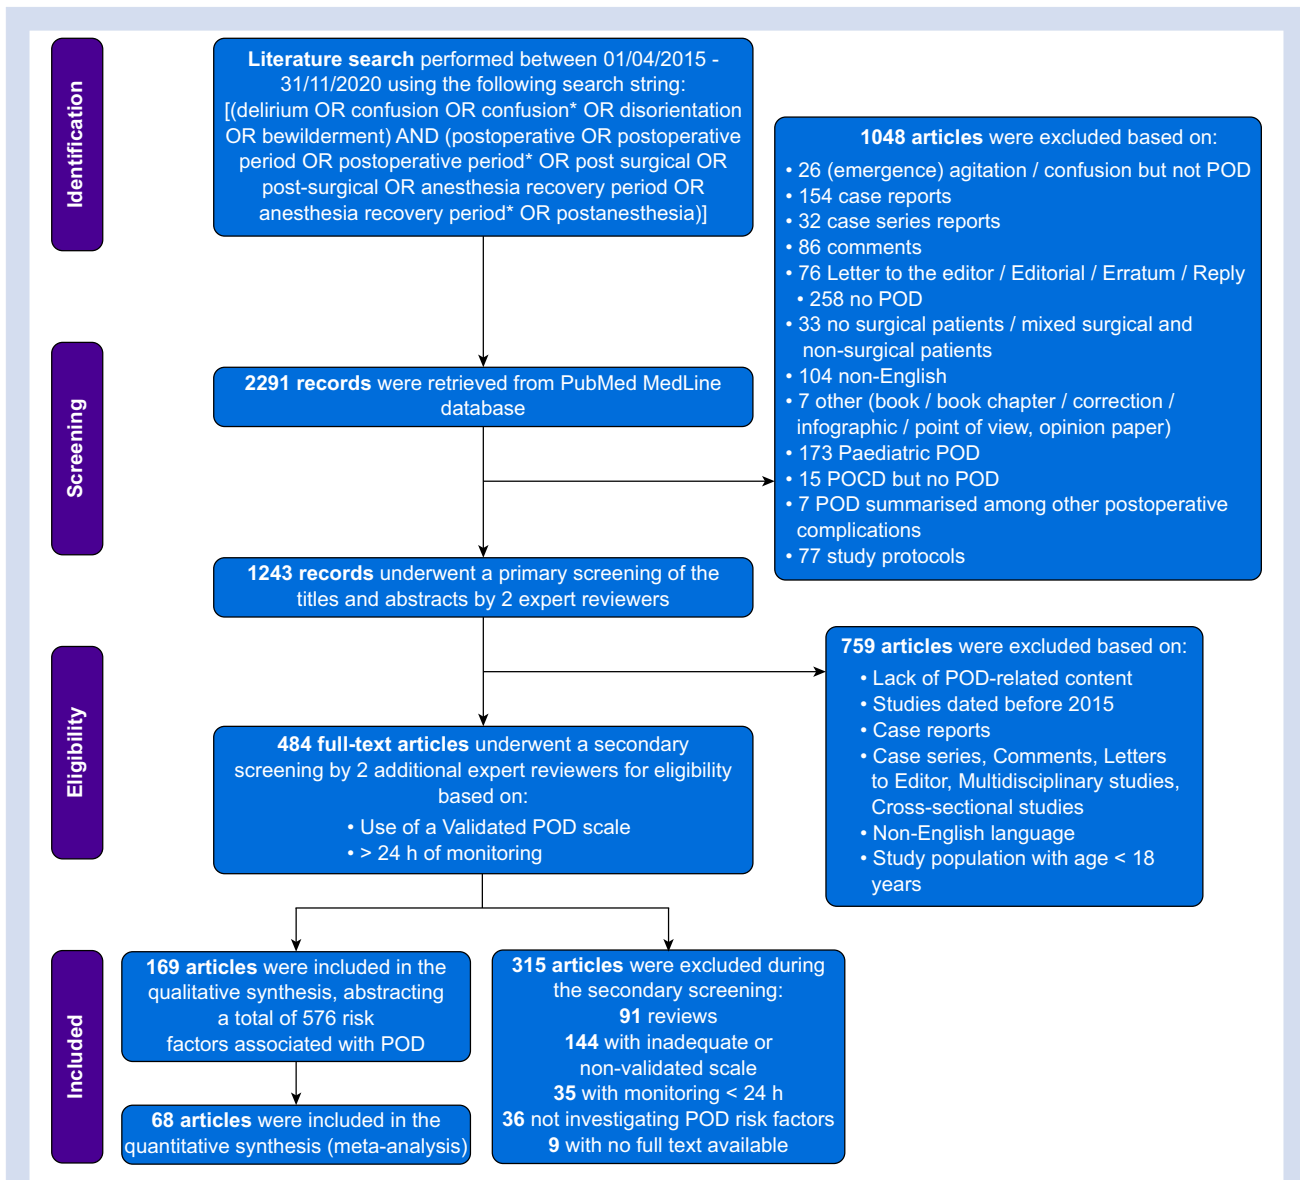 Identification
Literature search performed between 01/04/2015 -
31/11/2020 using the following search string:
[(delirium OR confusion OR confusion* OR disorientation
OR bewilderment) AND (postoperative OR postoperative
period OR postoperative period* OR post surgical OR
post-surgical OR anesthesia recovery period OR
anesthesia recovery period* OR postanesthesia)]
1048 articles were excluded based on:
• 26 (emergence) agitation / confusion but not POD
• 154 case reports
• 32 case series reports
• 86 comments
• 76 Letter to the editor / Editorial / Erratum / Reply
• 258 no POD
• 33 no surgical patients / mixed surgical and
non-surgical patients
• 104 non-English
• 7 other (book / book chapter / correction /
infographic / point of view, opinion paper)
• 173 Paediatric POD
• 15 POCD but no POD
• 7 POD summarised among other postoperative
complications
• 77 study protocols
Screening
2291 records were retrieved from PubMed MedLine
database
1243 records underwent a primary screening of the
titles and abstracts by 2 expert reviewers
Eligibility
759 articles were excluded based on:
• Lack of POD-related content
• Studies dated before 2015
• Case reports
• Case series, Comments, Letters
to Editor, Multidisciplinary studies,
Cross-sectional studies
• Non-English language
• Study population with age < 18
years
484 full-text articles underwent a secondary
screening by 2 additional expert reviewers for eligibility
based on:
• Use of a Validated POD scale
• > 24 h of monitoring
Included
169 articles were included in the
qualitative synthesis, abstracting
a total of 576 risk
factors associated with POD
315 articles were excluded during
the secondary screening:
91 reviews
144 with inadequate or
non-validated scale
35 with monitoring < 24 h
36 not investigating POD risk factors
9 with no full text available
68 articles were included in the
quantitative synthesis (meta-analysis)